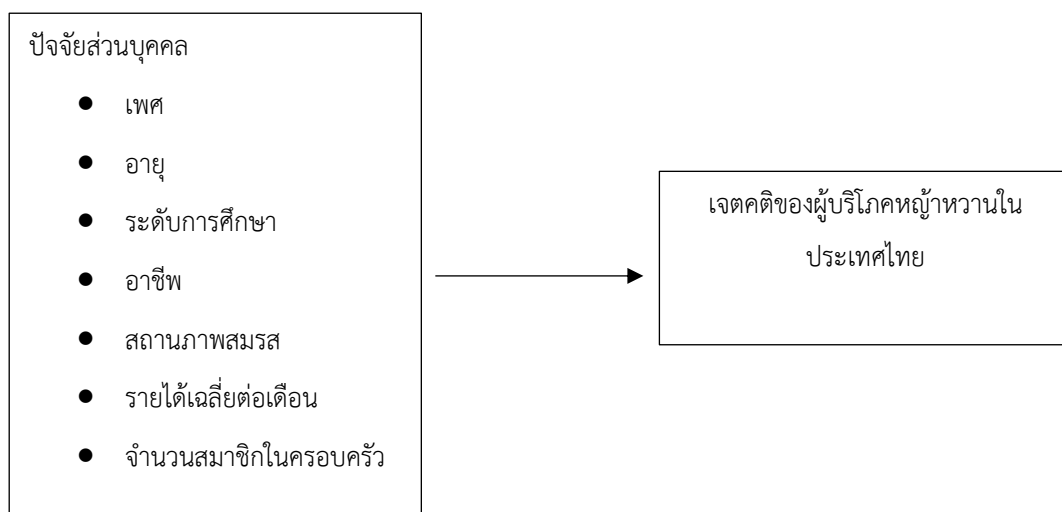 ปัจจัยส่วนบุคคล
● เพศ
● อายุ
● ระดับการศึกษา
● อาชีพ
● สถานภาพสมรส
● รายได้เฉลี่ยต่อเดือน
● จำนวนสมาชิกในครอบครัว
เจตคติของผู้บริโภคหญ้าหวานใน
ประเทศไทย